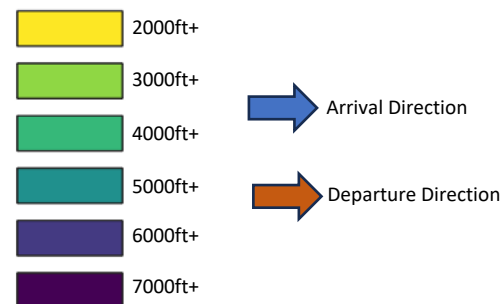 2000ft+
3000ft+
4000ft+
5000ft+
6000ft+
7000ft+
Arrival Direction
Departure Direction